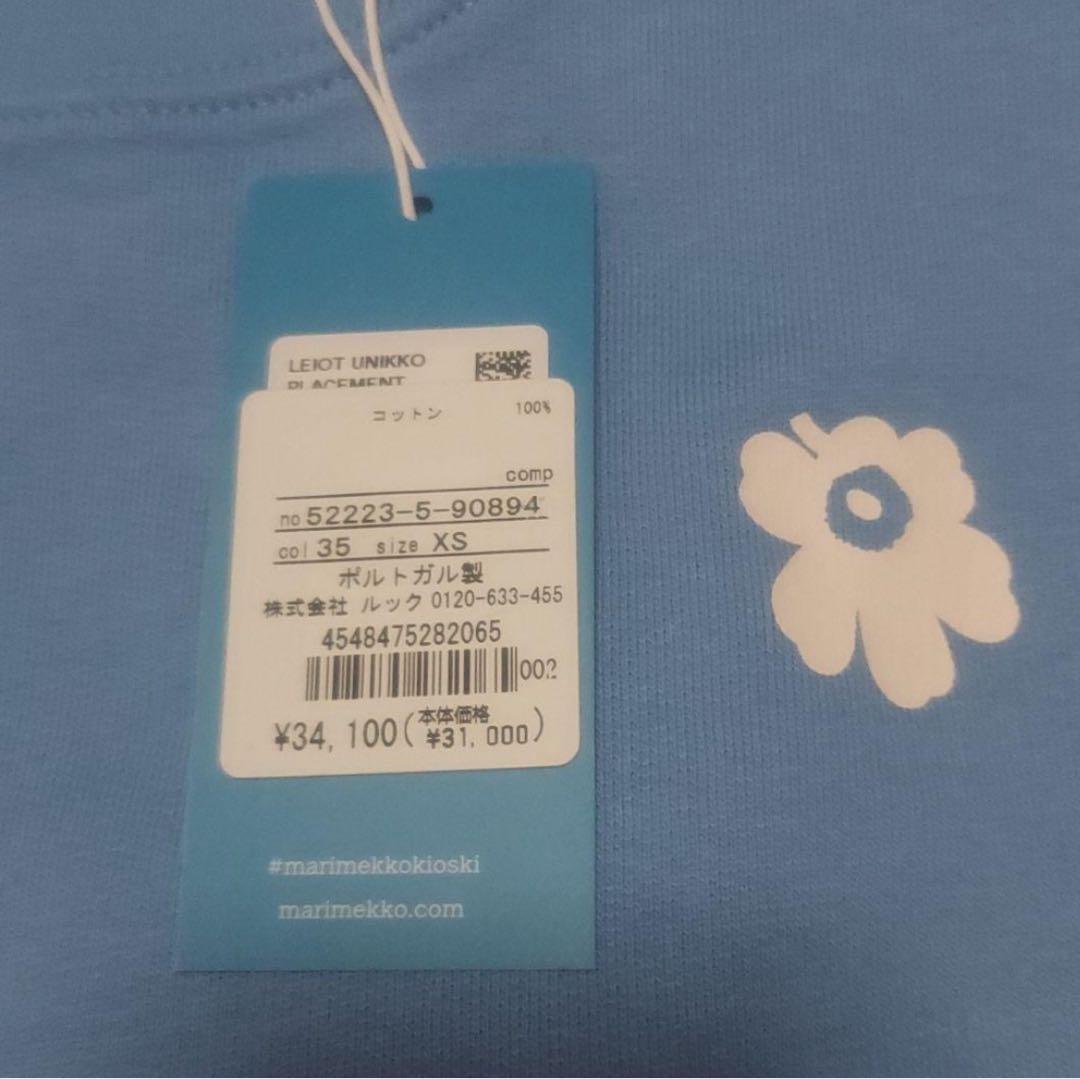 LEIOT UNIKKO
PLACEMENT
コットン 100%
comp
no 52223-5-90894
col 35 size XS
ポルトガル製
株式会社 ルック 0120-633-455
4548475282065
002
¥34,100(本体価格 ¥31,000)
#marimekkokioski
marimekko.com